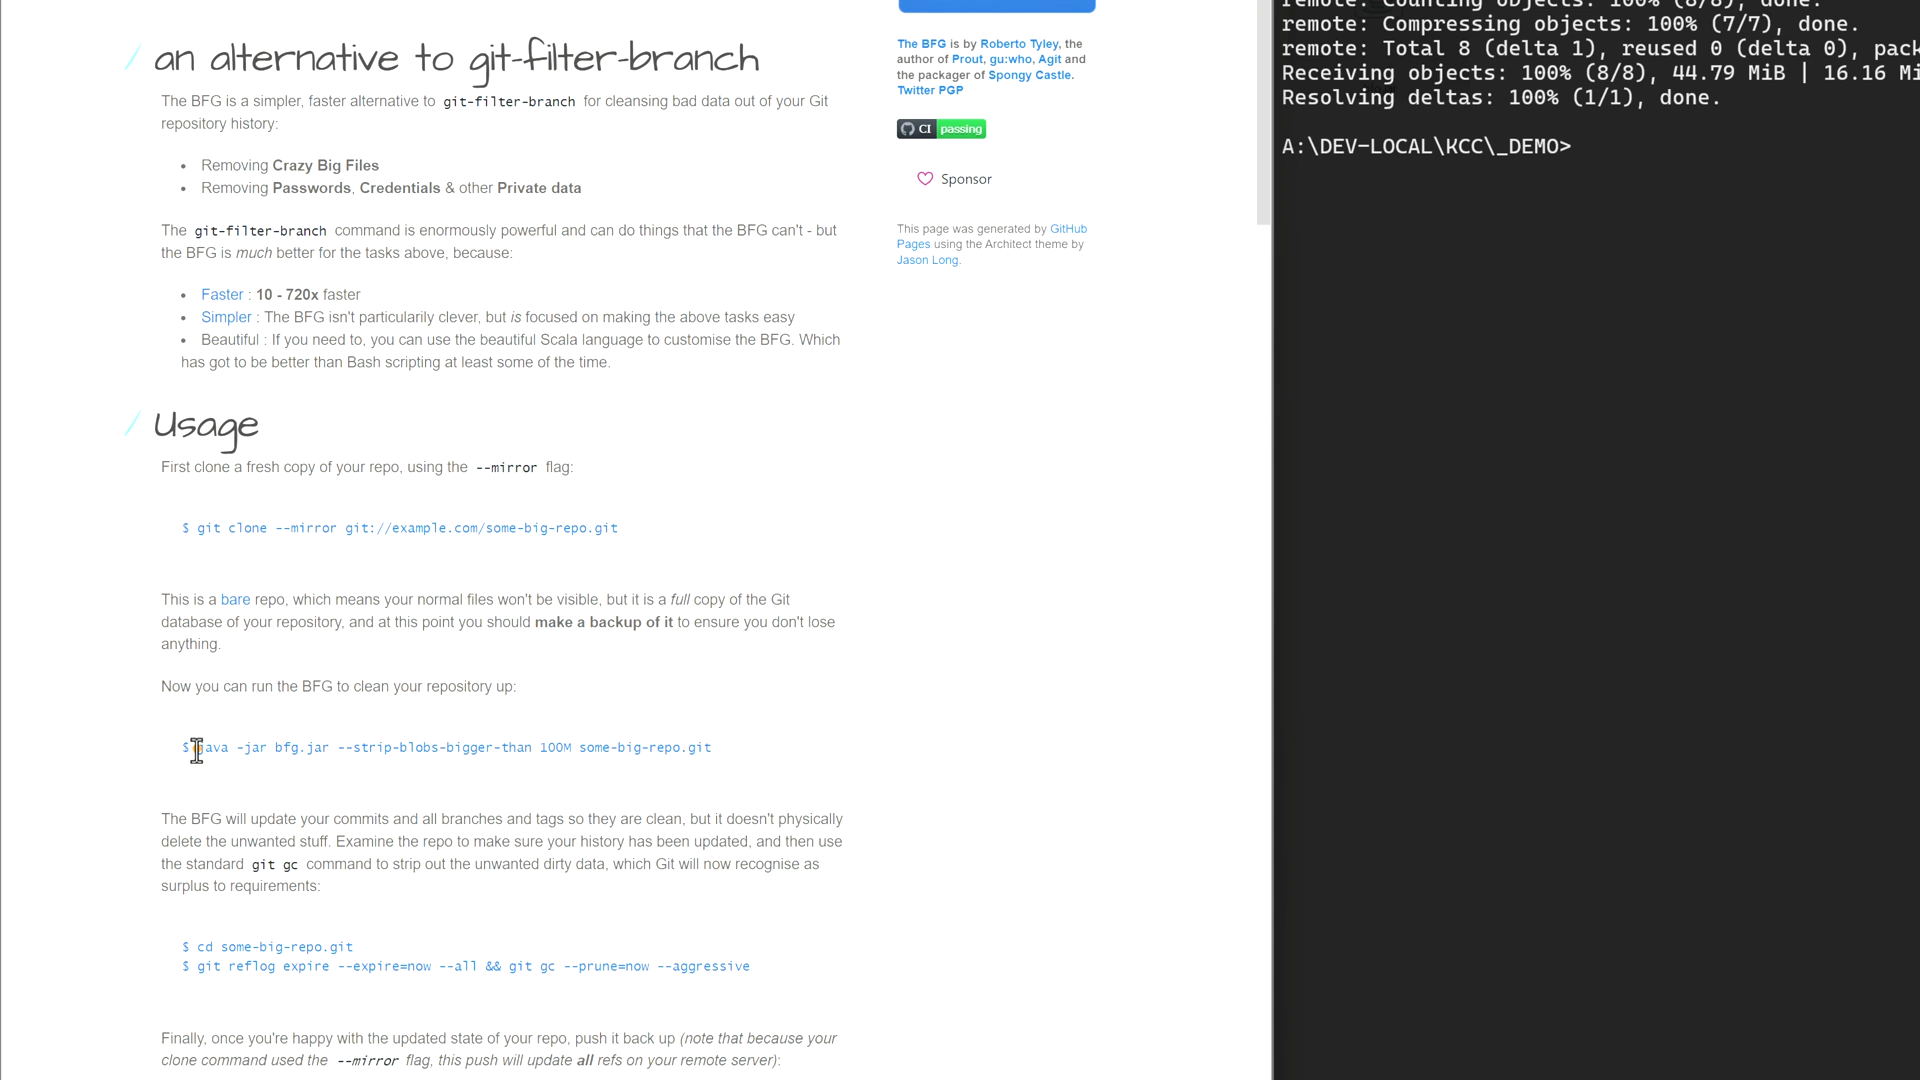 an alternative to git-filter-branch
The BFG is a simpler, faster alternative to git-filter-branch for cleansing bad data out of your Git
repository history:
• Removing Crazy Big Files
• Removing Passwords, Credentials & other Private data
The git-filter-branch command is enormously powerful and can do things that the BFG can't - but
the BFG is much better for the tasks above, because:
• Faster : 10 - 720x faster
• Simpler : The BFG isn't particularly clever, but is focused on making the above tasks easy
• Beautiful : If you need to, you can use the beautiful Scala language to customise the BFG. Which
has got to be better than Bash scripting at least some of the time.
Usage
First clone a fresh copy of your repo, using the --mirror flag:
$ git clone --mirror git://example.com/some-big-repo.git
This is a bare repo, which means your normal files won't be visible, but it is a full copy of the Git
database of your repository, and at this point you should make a backup of it to ensure you don't lose
anything.
Now you can run the BFG to clean your repository up:
$ java -jar bfg.jar --strip-blobs-bigger-than 100M some-big-repo.git
The BFG will update your commits and all branches and tags so they are clean, but it doesn't physically
delete the unwanted stuff. Examine the repo to make sure your history has been updated, and then use
the standard git gc command to strip out the unwanted dirty data, which Git will now recognise as
surplus to requirements:
$ cd some-big-repo.git
$ git reflog expire --expire=now --all && git gc --prune=now --aggressive
Finally, once you're happy with the updated state of your repo, push it back up (note that because your
clone command used the --mirror flag, this push will update all refs on your remote server):
The BFG is by Roberto Tyley, the
author of Prout, gu:who, Agit and
the packager of Spongy Castle.
Twitter PGP
CI passing
Sponsor
This page was generated by GitHub
Pages using the Architect theme by
Jason Long.
remote: Counting objects: 100% (8/8), done.
remote: Compressing objects: 100% (7/7), done.
remote: Total 8 (delta 1), reused 0 (delta 0), pack
Receiving objects: 100% (8/8), 44.79 MiB | 16.16 Mi
Resolving deltas: 100% (1/1), done.
A:\DEV-LOCAL\KCC\_DEMO>